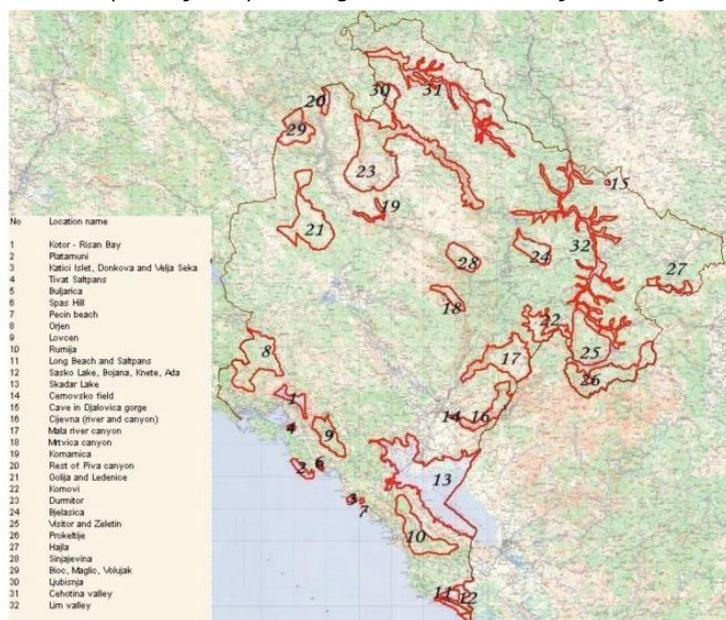 No Location name
1 Kotor - Risan Bay
2 Platamuni
3 Katici Islet, Donkova and Velja Seka
4 Tivat Saltpans
5 Buljarica
6 Spas Hill
7 Pecin beach
8 Orjen
9 Lovcen
10 Rumija
11 Long Beach and Saltpans
12 Sasko Lake, Bojana, Knete, Ada
13 Skadar Lake
14 Cemovsko field
15 Cave in Djalovica gorge
16 Cijevna (river and canyon)
17 Mala river canyon
18 Mrtvica canyon
19 Komarnica
20 Rest of Piva canyon
21 Golija and Ledenice
22 Komovi
23 Durmitor
24 Bjelasica
25 Visitor and Zeletin
26 Prokeltije
27 Hajla
28 Sinjajevina
29 Bioc, Maglic, Volujak
30 Ljubisnja
31 Cehotina valley
32 Lim valley
30
31
20
29
23
15
19
21
32
24
28
27
18
22
17
25
8
26
1
14
16
4
9
2
6
13
7
10
11
12